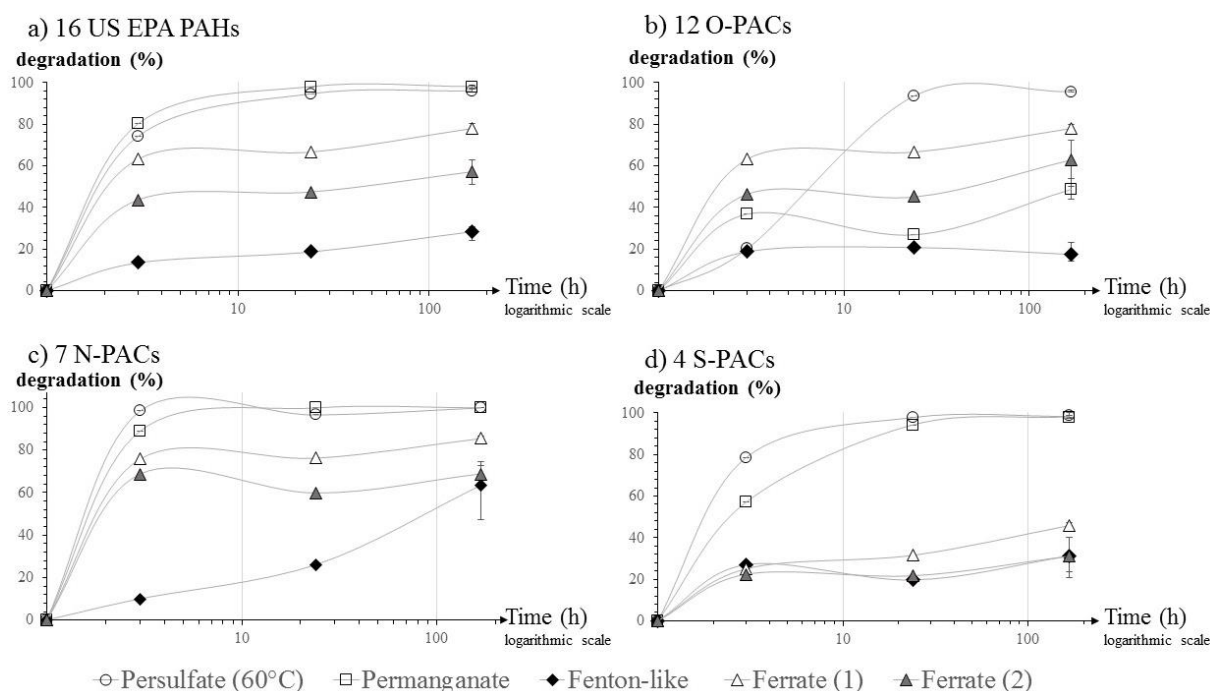 a) 16 US EPA PAHs
degradation (%)
100
80
60
40
20
0
10
100
Time (h)
logarithmic scale
b) 12 O-PACs
degradation (%)
100
80
60
40
20
0
10
100
Time (h)
logarithmic scale
c) 7 N-PACs
degradation (%)
100
80
60
40
20
0
10
100
Time (h)
logarithmic scale
d) 4 S-PACs
degradation (%)
100
80
60
40
20
0
10
100
Time (h)
logarithmic scale
Persulfate (60°C) Permanganate Fenton-like Ferrate (1) Ferrate (2)